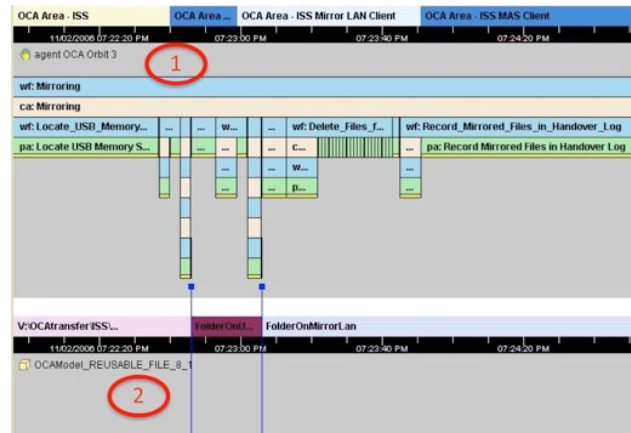 OCA Area - ISS OCA Area ... OCA Area - ISS Mirror LAN Client OCA Area - ISS MAS Client
11/02/2006 07:22:20 PM 07:23:00 PM 07:23:40 PM 07:24:20 PM
agent OCA Orbit 3
1
wf: Mirroring
ca: Mirroring
wf: Locate_USB_Memory... ... ... w... ... wf: Delete_Files_f... wf: Record_Mirrored_Files_in_Handover_Log
pa: Locate USB Memory S... ... ... ... ... c... ... pa: Record Mirrored Files in Handover Log
... ... ... w... ...
... ... ... p... ...
V:\OCAtransfer\ISS\... FolderOnU... FolderOnMirrorLan
11/02/2006 07:22:20 PM 07:23:00 PM 07:23:40 PM 07:24:20 PM
OCAModel_REUSABLE_FILE_8_1
2